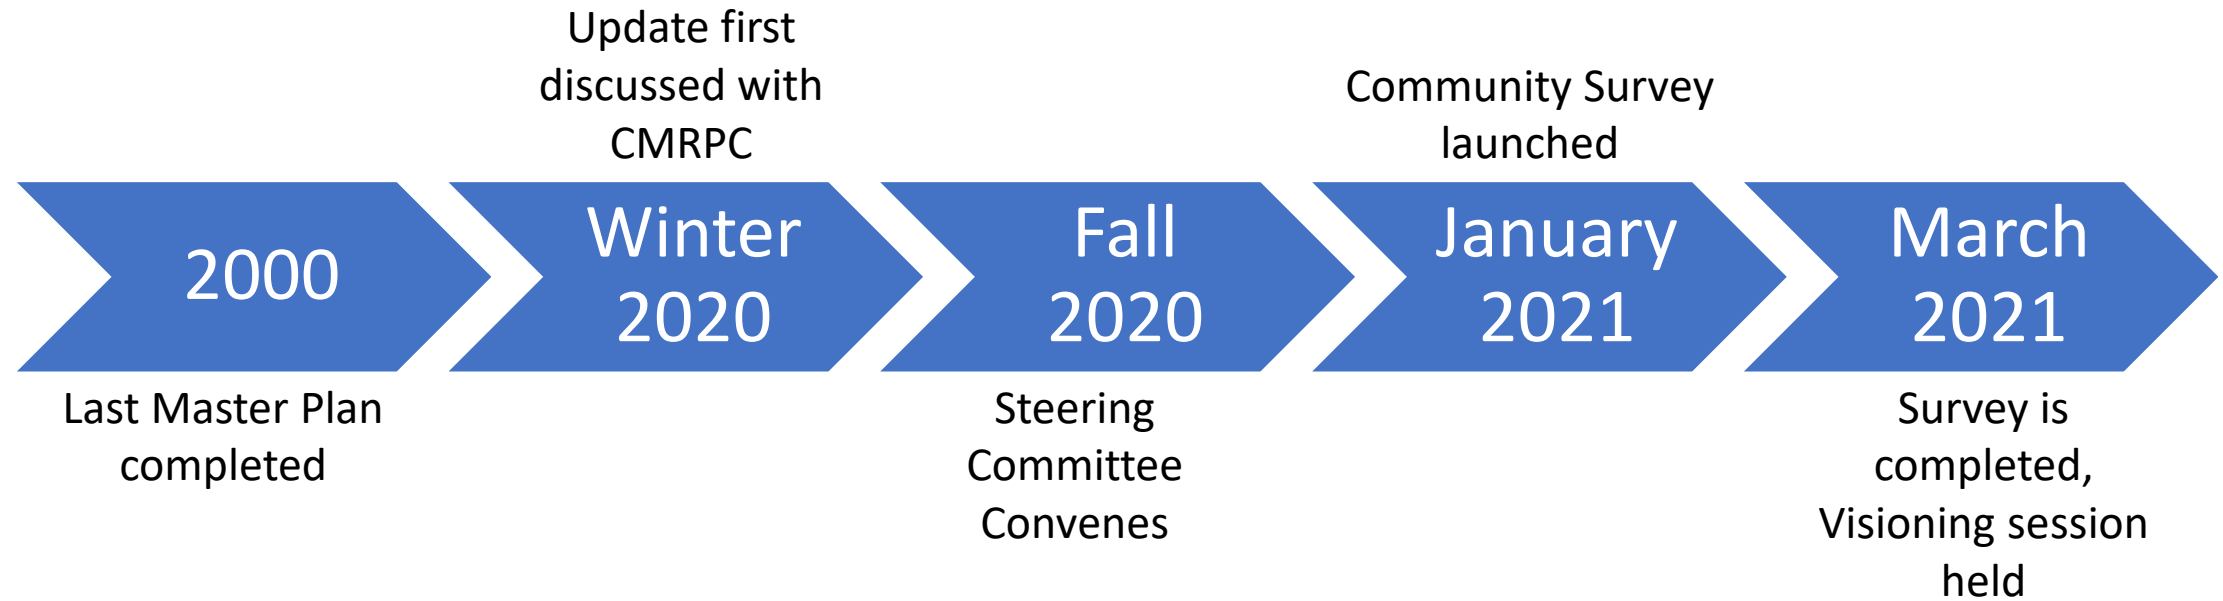 Update first
discussed with
CMRPC
Community Survey
launched
2000
Winter
2020
Fall
2020
January
2021
March
2021
Last Master Plan
completed
Steering
Committee
Convenes
Survey is
completed,
Visioning session
held